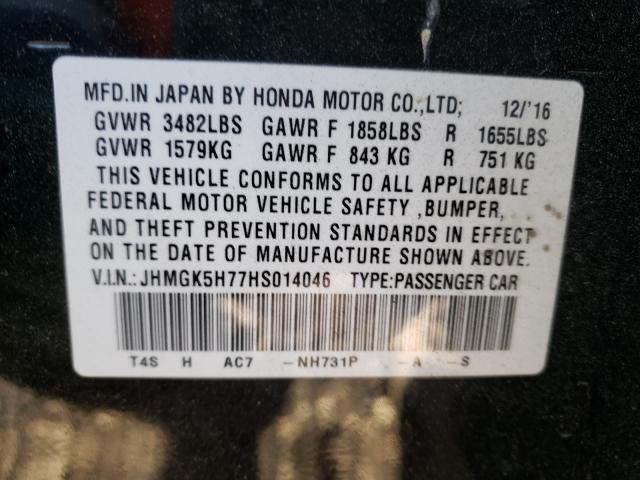 MFD.IN JAPAN BY HONDA MOTOR CO.,LTD; 12/'16
GVWR 3482LBS GAWR F 1858LBS R 1655LBS
GVWR 1579KG GAWR F 843 KG R 751 KG
THIS VEHICLE CONFORMS TO ALL APPLICABLE
FEDERAL MOTOR VEHICLE SAFETY ,BUMPER,
AND THEFT PREVENTION STANDARDS IN EFFECT
ON THE DATE OF MANUFACTURE SHOWN ABOVE.
V.I.N.: JHMGK5H77HS014046 TYPE:PASSENGER CAR
T4S H AC7 -NH731P -A -S